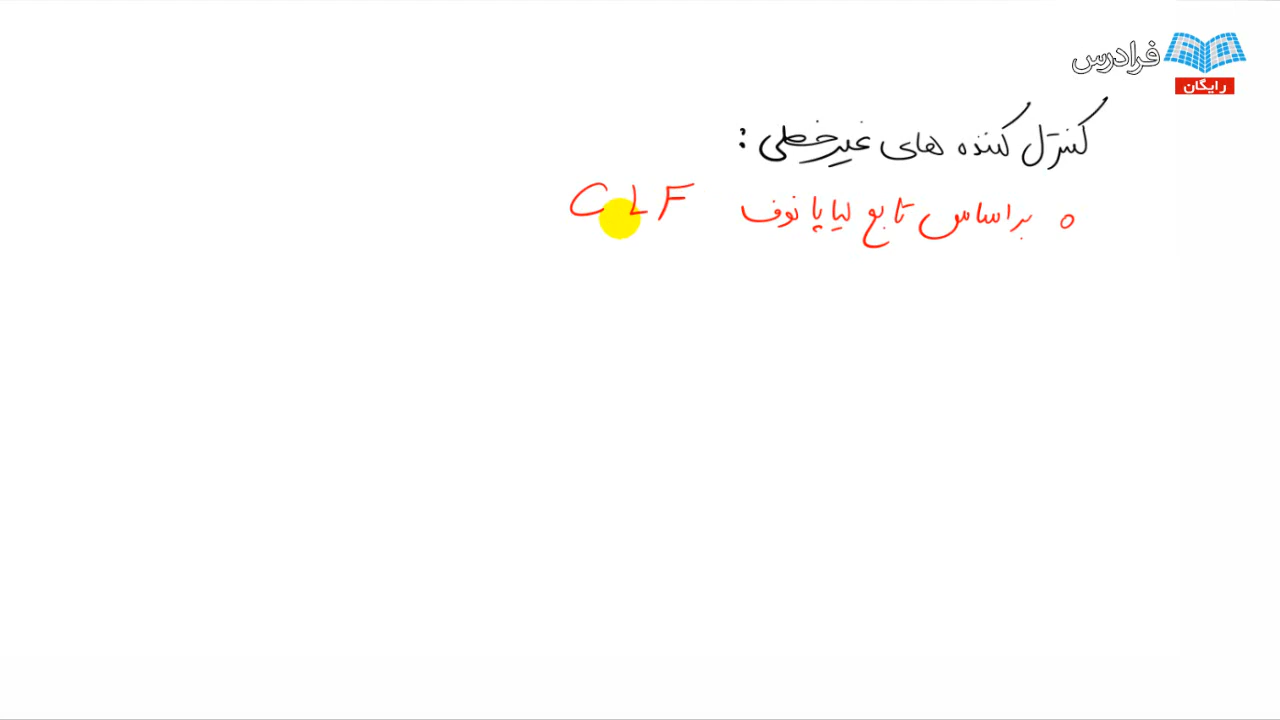 فرادرس
رایگان
کنترل کننده های غیرخطی :
o براساس تابع لیاپانوف CLF